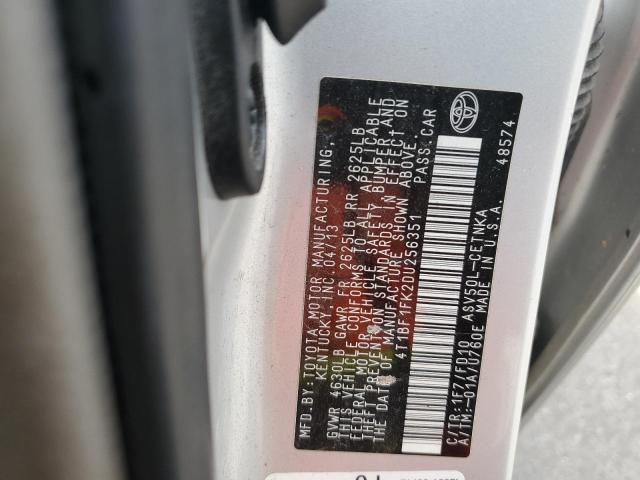 MFD.BY:TOYOTA MOTOR MANUFACTURING,
KENTUCKY,INC. 04/13
GVWR 4630LB GAWR FR 2625LB RR 2625LB
THIS VEHICLE CONFORMS TO ALL APPLICABLE
FEDERAL MOTOR VEHICLE SAFETY BUMPER,AND
THEFT PREVENTION STANDARDS IN EFFECT ON
THE DATE OF MANUFACTURE SHOWN ABOVE.
4T1BF1FK2DU256351 PASS.CAR
C/TR:1F7/FD10 ASV50L-CETNKA
A/TM:-01A/U760E MADE IN U.S.A.
48574